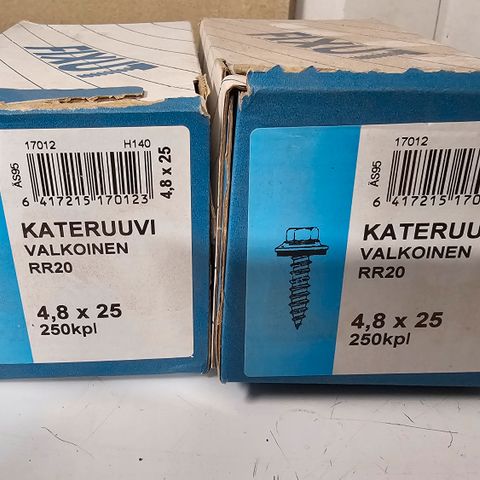 17012 H140
ÄS95
6 417215 170123
4,8 x 25
KATERUUVI
VALKOINEN
RR20
4,8 x 25
250kpl
17012
ÄS95
6 417215 170
KATERUU
VALKOINEN
RR20
4,8 x 25
250kpl